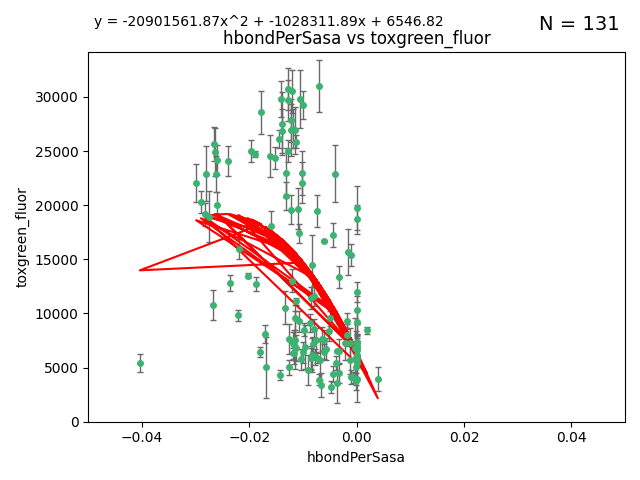 y = -20901561.87x^2 + -1028311.89x + 6546.82
N = 131
hbondPerSasa vs toxgreen_fluor
30000
25000
20000
15000
10000
5000
0
toxgreen_fluor
−0.04
−0.02
0.00
0.02
0.04
hbondPerSasa